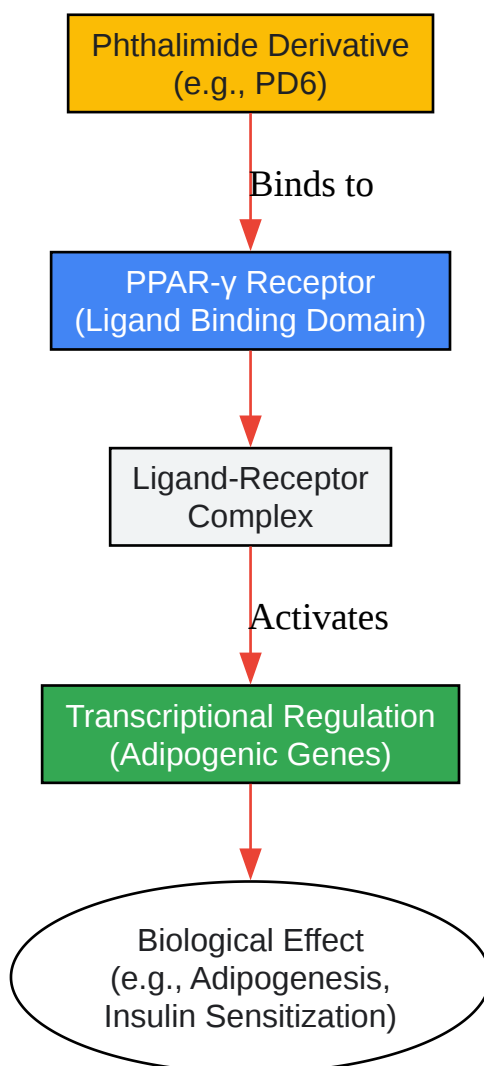 Phthalimide Derivative
(e.g., PD6)
Binds to
PPAR-γ Receptor
(Ligand Binding Domain)
Ligand-Receptor
Complex
Activates
Transcriptional Regulation
(Adipogenic Genes)
Biological Effect
(e.g., Adipogenesis,
Insulin Sensitization)